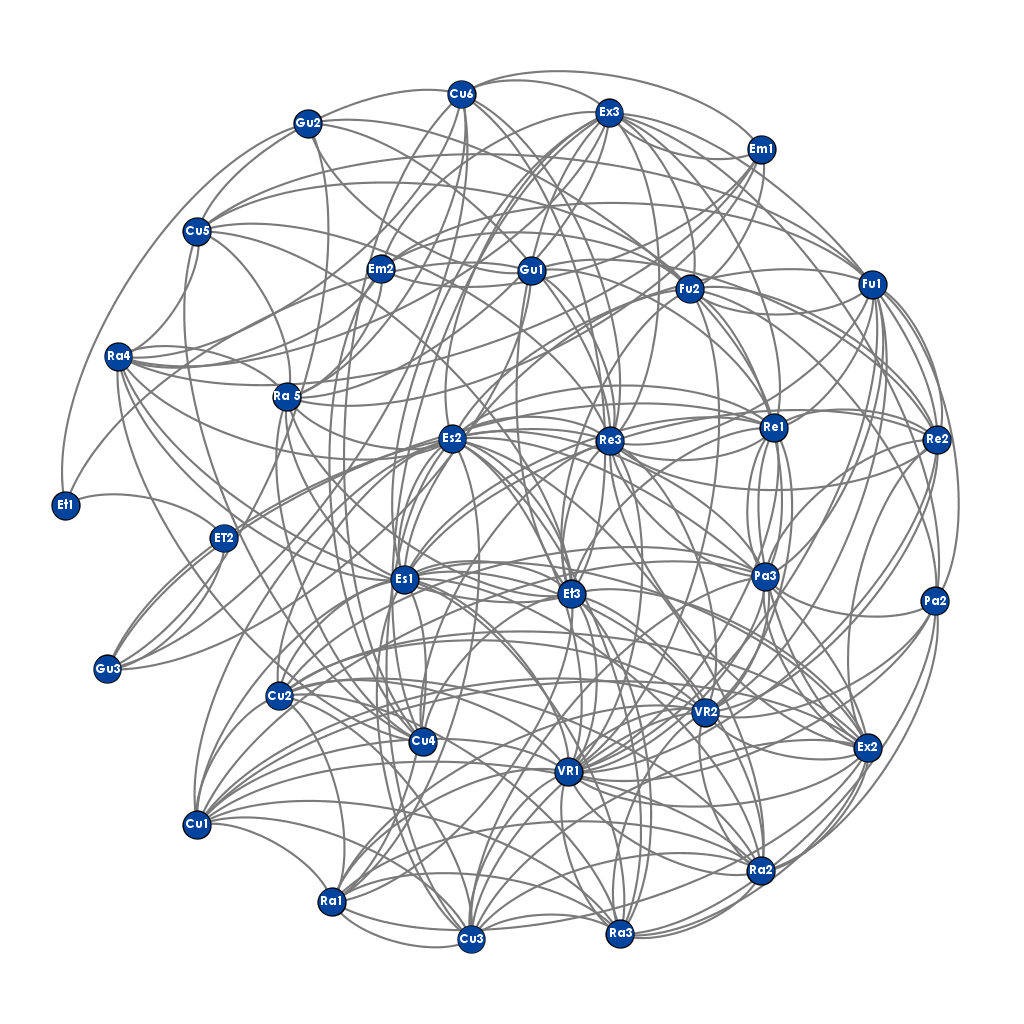 Cu6
Ex3
Gu2
Em1
Cu5
Em2
Gu1
Fu1
Fu2
Ra4
Ra 5
Re1
Es2
Re3
Re2
Et1
ET2
Pa3
Es1
Et3
Pa2
Gu3
Cu2
VR2
Cu4
Ex2
VR1
Cu1
Ra2
Ra1
Ra3
Cu3